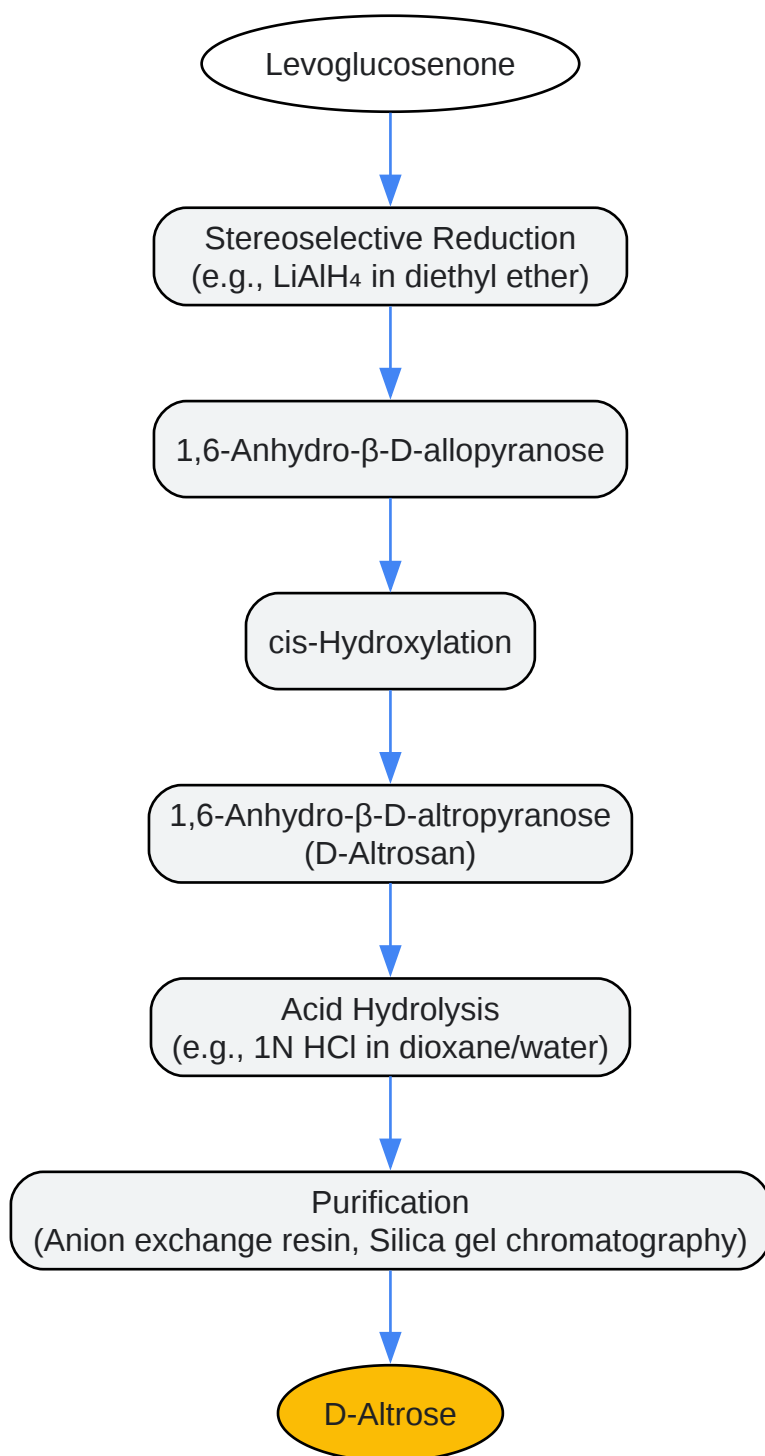 Levoglucosenone
Stereoselective Reduction
(e.g., LiAlH₄ in diethyl ether)
1,6-Anhydro-β-D-allopyranose
cis-Hydroxylation
1,6-Anhydro-β-D-altropyranose
(D-Altrosan)
Acid Hydrolysis
(e.g., 1N HCl in dioxane/water)
Purification
(Anion exchange resin, Silica gel chromatography)
D-Altrose